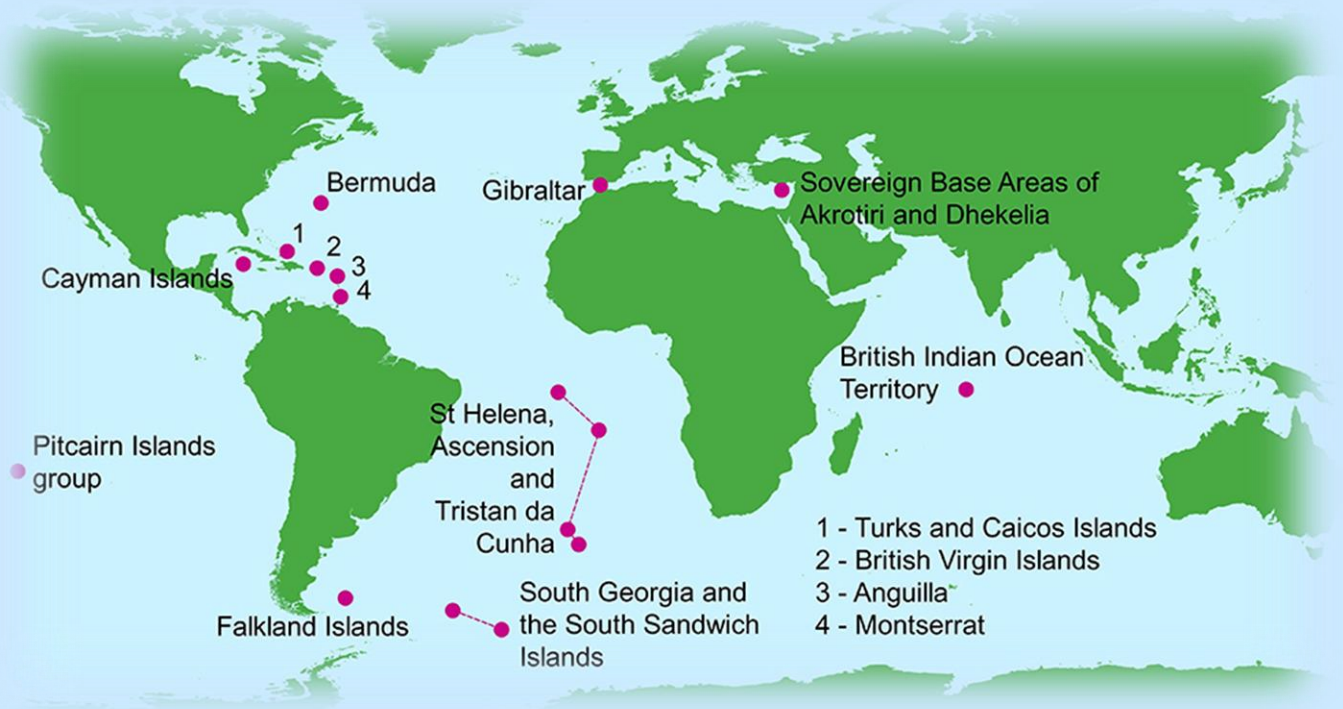 Bermuda
Gibraltar
Sovereign Base Areas of
Akrotiri and Dhekelia
1
2
3
4
Cayman Islands
British Indian Ocean
Territory
St Helena,
Ascension
and
Tristan da
Cunha
Pitcairn Islands
group
1 - Turks and Caicos Islands
2 - British Virgin Islands
3 - Anguilla
4 - Montserrat
South Georgia and
the South Sandwich
Islands
Falkland Islands